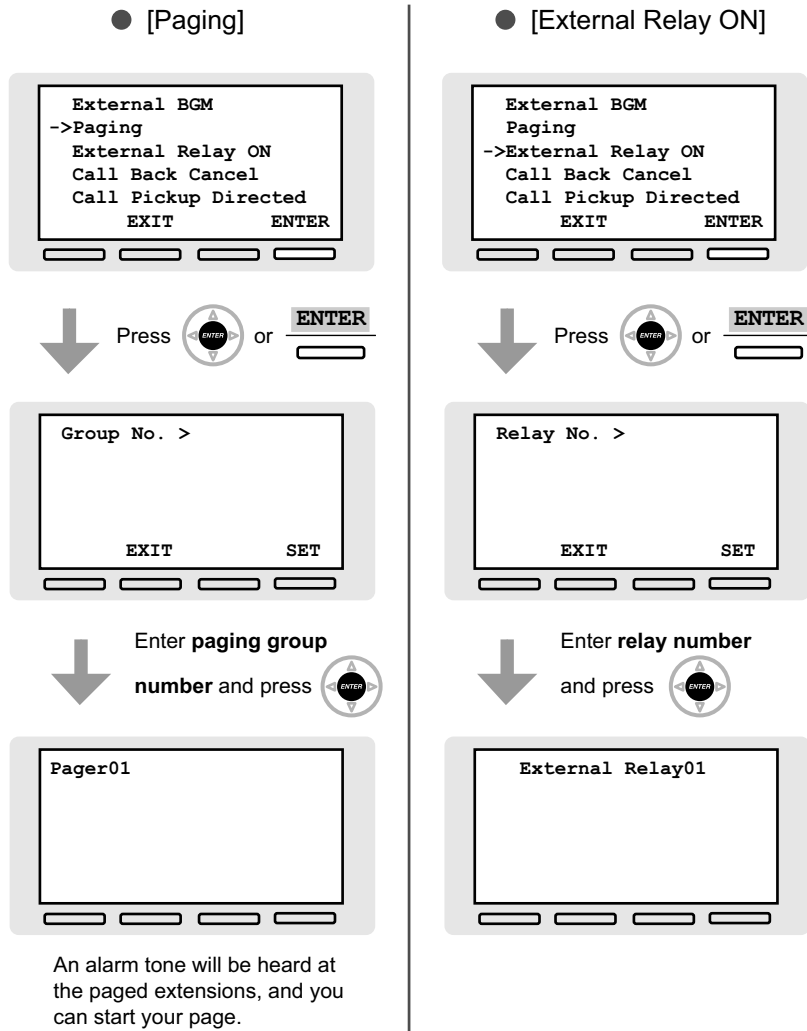 ● [Paging]
External BGM
->Paging
External Relay ON
Call Back Cancel
Call Pickup Directed
EXIT ENTER
Press ENTER or ENTER
Group No. >
EXIT SET
Enter paging group
number and press ENTER
Pager01
An alarm tone will be heard at
the paged extensions, and you
can start your page.
● [External Relay ON]
External BGM
Paging
->External Relay ON
Call Back Cancel
Call Pickup Directed
EXIT ENTER
Press ENTER or ENTER
Relay No. >
EXIT SET
Enter relay number
and press ENTER
External Relay01